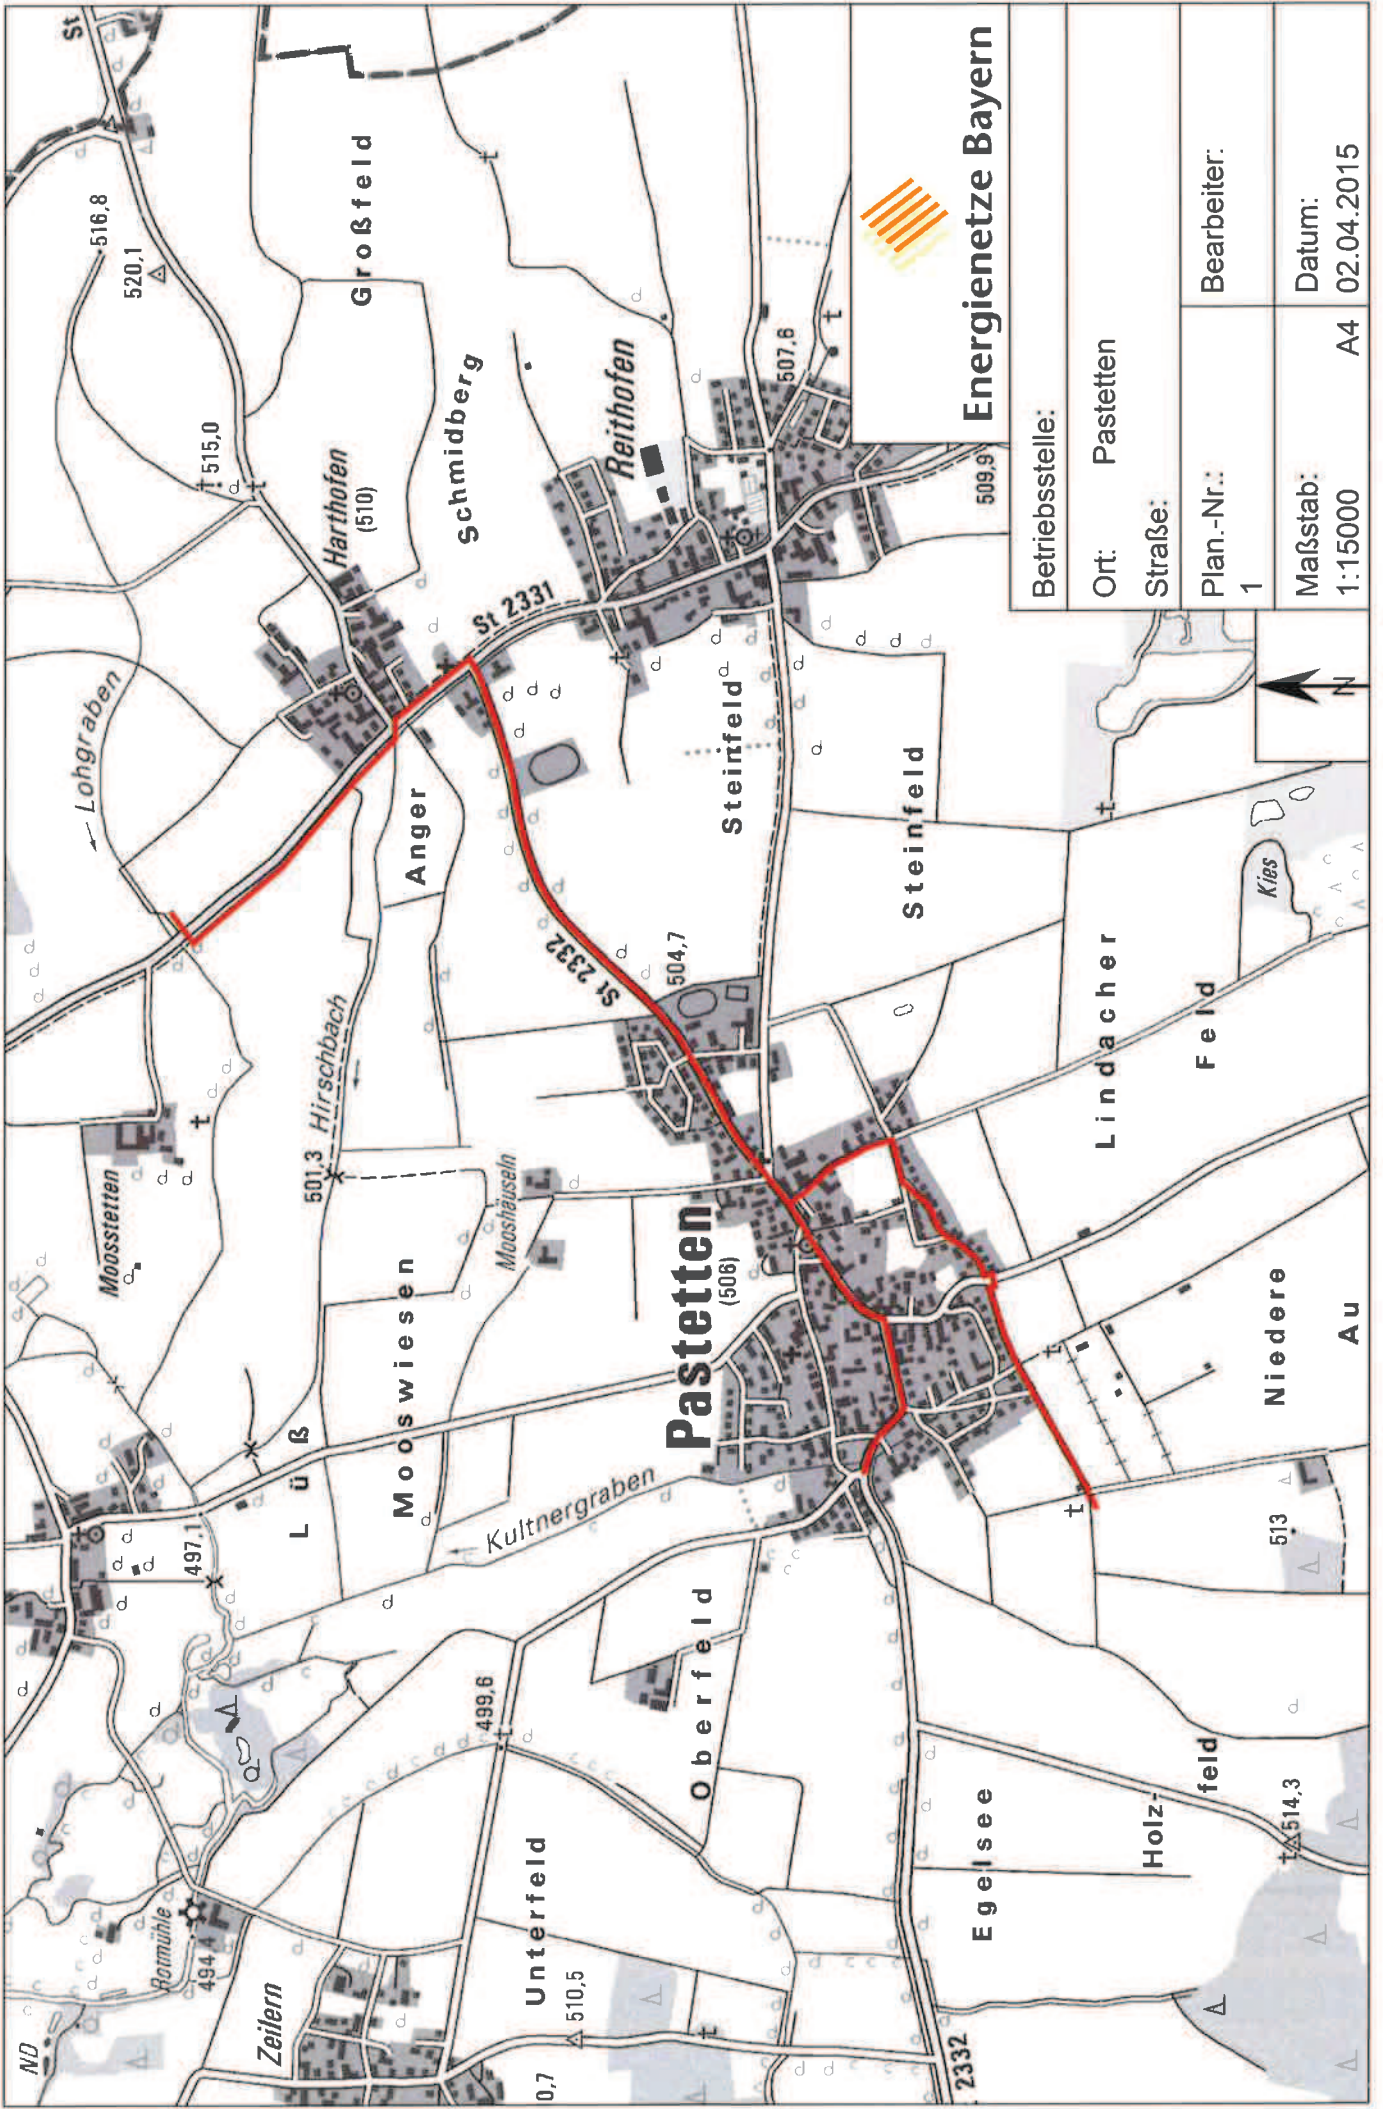 ND
Rotmühle
494,4
Zeilern
0,7
510,5
Unterfeld
499,6
Oberfeld
2332
Egelsee
Holz-
feld
514,3
513
Kultnergraben
497,1
Lüß
Mooswiesen
Moosstetten
501,3
Hirschbach
Mooshäuseln
Pastetten
(506)
Niedere
Au
Lindacher
Feld
Kies
504,7
St 2332
Steinfeld
Steinfeld
Anger
Lohgraben
Harthofen
(510)
St 2331
Schmidberg
Reithofen
507,6
509,9
Großfeld
515,0
516,8
520,1
St
Energienetze Bayern
Betriebsstelle:
Ort: Pastetten
Straße:
Plan.-Nr.: Bearbeiter:
1
Maßstab: Datum:
1:15000 A4 02.04.2015
N